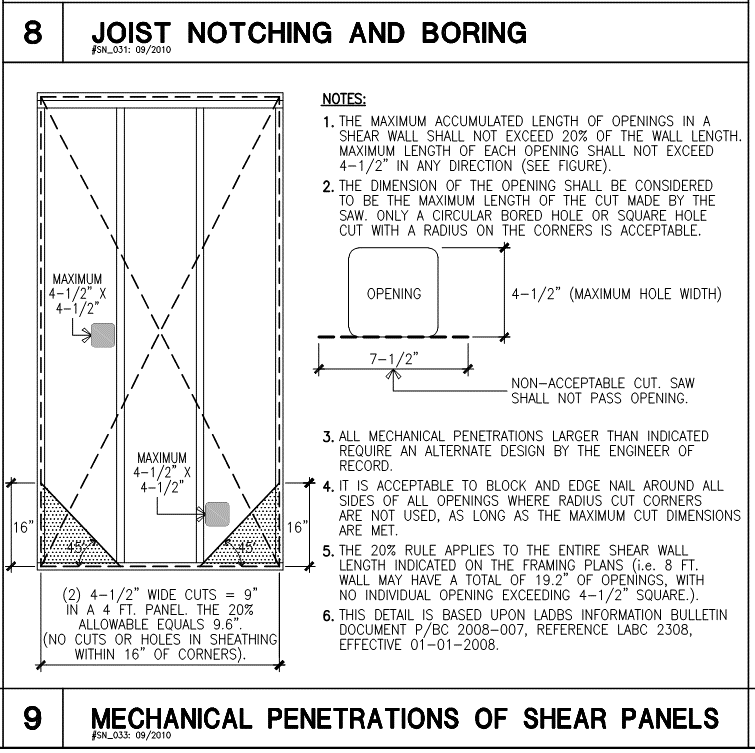 8
JOIST NOTCHING AND BORING
#SN_031: 09/2010
NOTES:
1. THE MAXIMUM ACCUMULATED LENGTH OF OPENINGS IN A
SHEAR WALL SHALL NOT EXCEED 20% OF THE WALL LENGTH.
MAXIMUM LENGTH OF EACH OPENING SHALL NOT EXCEED
4-1/2" IN ANY DIRECTION (SEE FIGURE).
2. THE DIMENSION OF THE OPENING SHALL BE CONSIDERED
TO BE THE MAXIMUM LENGTH OF THE CUT MADE BY THE
SAW. ONLY A CIRCULAR BORED HOLE OR SQUARE HOLE
CUT WITH A RADIUS ON THE CORNERS IS ACCEPTABLE.
MAXIMUM
4-1/2" X
4-1/2"
OPENING
4-1/2" (MAXIMUM HOLE WIDTH)
7-1/2"
NON-ACCEPTABLE CUT. SAW
SHALL NOT PASS OPENING.
MAXIMUM
4-1/2" X
4-1/2"
16"
45°
45°
16"
3. ALL MECHANICAL PENETRATIONS LARGER THAN INDICATED
REQUIRE AN ALTERNATE DESIGN BY THE ENGINEER OF
RECORD.
4. IT IS ACCEPTABLE TO BLOCK AND EDGE NAIL AROUND ALL
SIDES OF ALL OPENINGS WHERE RADIUS CUT CORNERS
ARE NOT USED, AS LONG AS THE MAXIMUM CUT DIMENSIONS
ARE MET.
5. THE 20% RULE APPLIES TO THE ENTIRE SHEAR WALL
LENGTH INDICATED ON THE FRAMING PLANS (i.e. 8 FT.
WALL MAY HAVE A TOTAL OF 19.2" OF OPENINGS, WITH
NO INDIVIDUAL OPENING EXCEEDING 4-1/2" SQUARE.).
6. THIS DETAIL IS BASED UPON LADBS INFORMATION BULLETIN
DOCUMENT P/BC 2008-007, REFERENCE LABC 2308,
EFFECTIVE 01-01-2008.
(2) 4-1/2" WIDE CUTS = 9"
IN A 4 FT. PANEL. THE 20%
ALLOWABLE EQUALS 9.6".
(NO CUTS OR HOLES IN SHEATHING
WITHIN 16" OF CORNERS).
9
MECHANICAL PENETRATIONS OF SHEAR PANELS
#SN_033: 09/2010